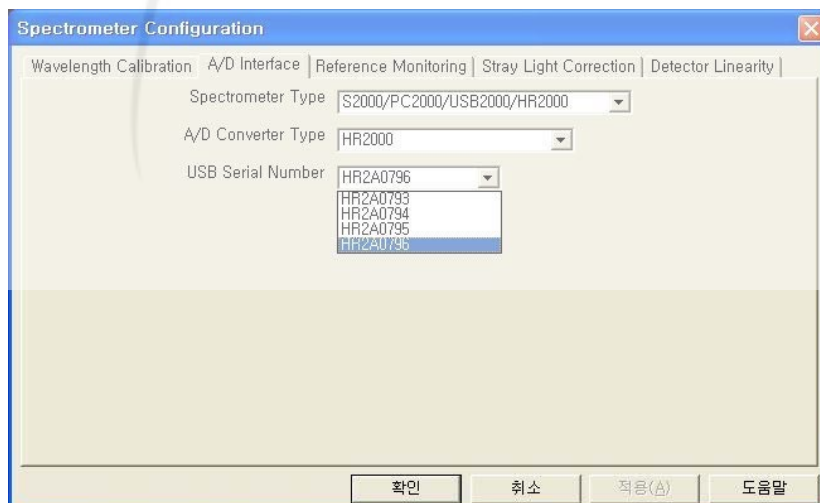 Spectrometer Configuration
Wavelength Calibration A/D Interface Reference Monitoring Stray Light Correction Detector Linearity
Spectrometer Type S2000/PC2000/USB2000/HR2000
A/D Converter Type HR2000
USB Serial Number HR2A0796
HR2A0793
HR2A0794
HR2A0795
HR2A0796
확인 취소 적용(A) 도움말